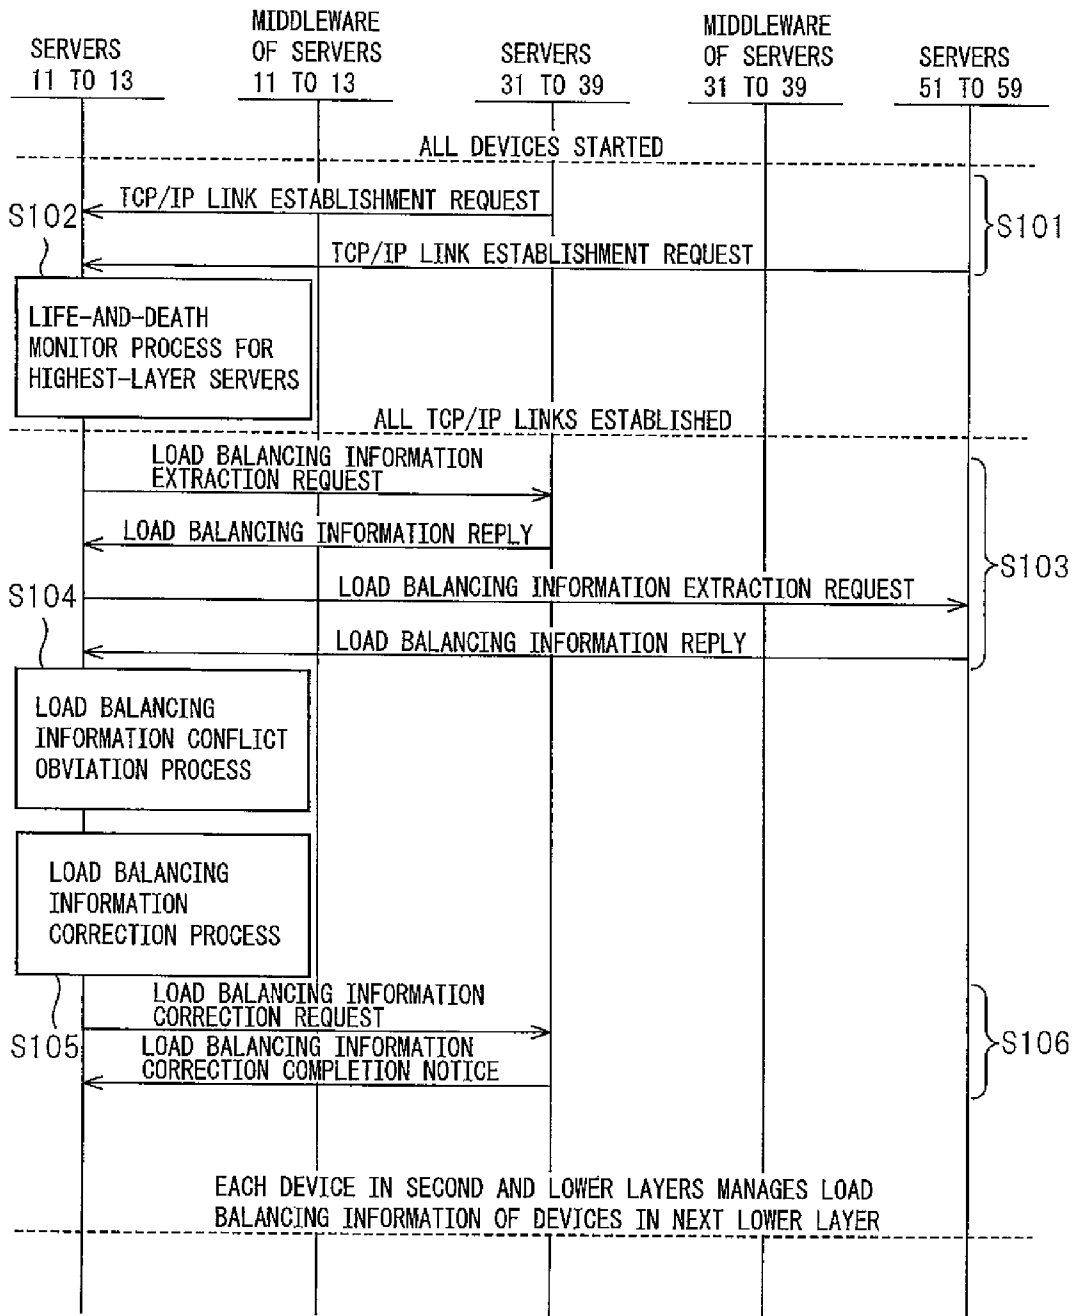 SERVERS
11 TO 13
MIDDLEWARE
OF SERVERS
11 TO 13
SERVERS
31 TO 39
MIDDLEWARE
OF SERVERS
31 TO 39
SERVERS
51 TO 59
ALL DEVICES STARTED
TCP/IP LINK ESTABLISHMENT REQUEST
S102
S101
TCP/IP LINK ESTABLISHMENT REQUEST
LIFE-AND-DEATH
MONITOR PROCESS FOR
HIGHEST-LAYER SERVERS
ALL TCP/IP LINKS ESTABLISHED
LOAD BALANCING INFORMATION
EXTRACTION REQUEST
LOAD BALANCING INFORMATION REPLY
S103
S104
LOAD BALANCING INFORMATION EXTRACTION REQUEST
LOAD BALANCING INFORMATION REPLY
LOAD BALANCING
INFORMATION CONFLICT
OBVIATION PROCESS
LOAD BALANCING
INFORMATION
CORRECTION PROCESS
LOAD BALANCING INFORMATION
CORRECTION REQUEST
S105
S106
LOAD BALANCING INFORMATION
CORRECTION COMPLETION NOTICE
EACH DEVICE IN SECOND AND LOWER LAYERS MANAGES LOAD
BALANCING INFORMATION OF DEVICES IN NEXT LOWER LAYER